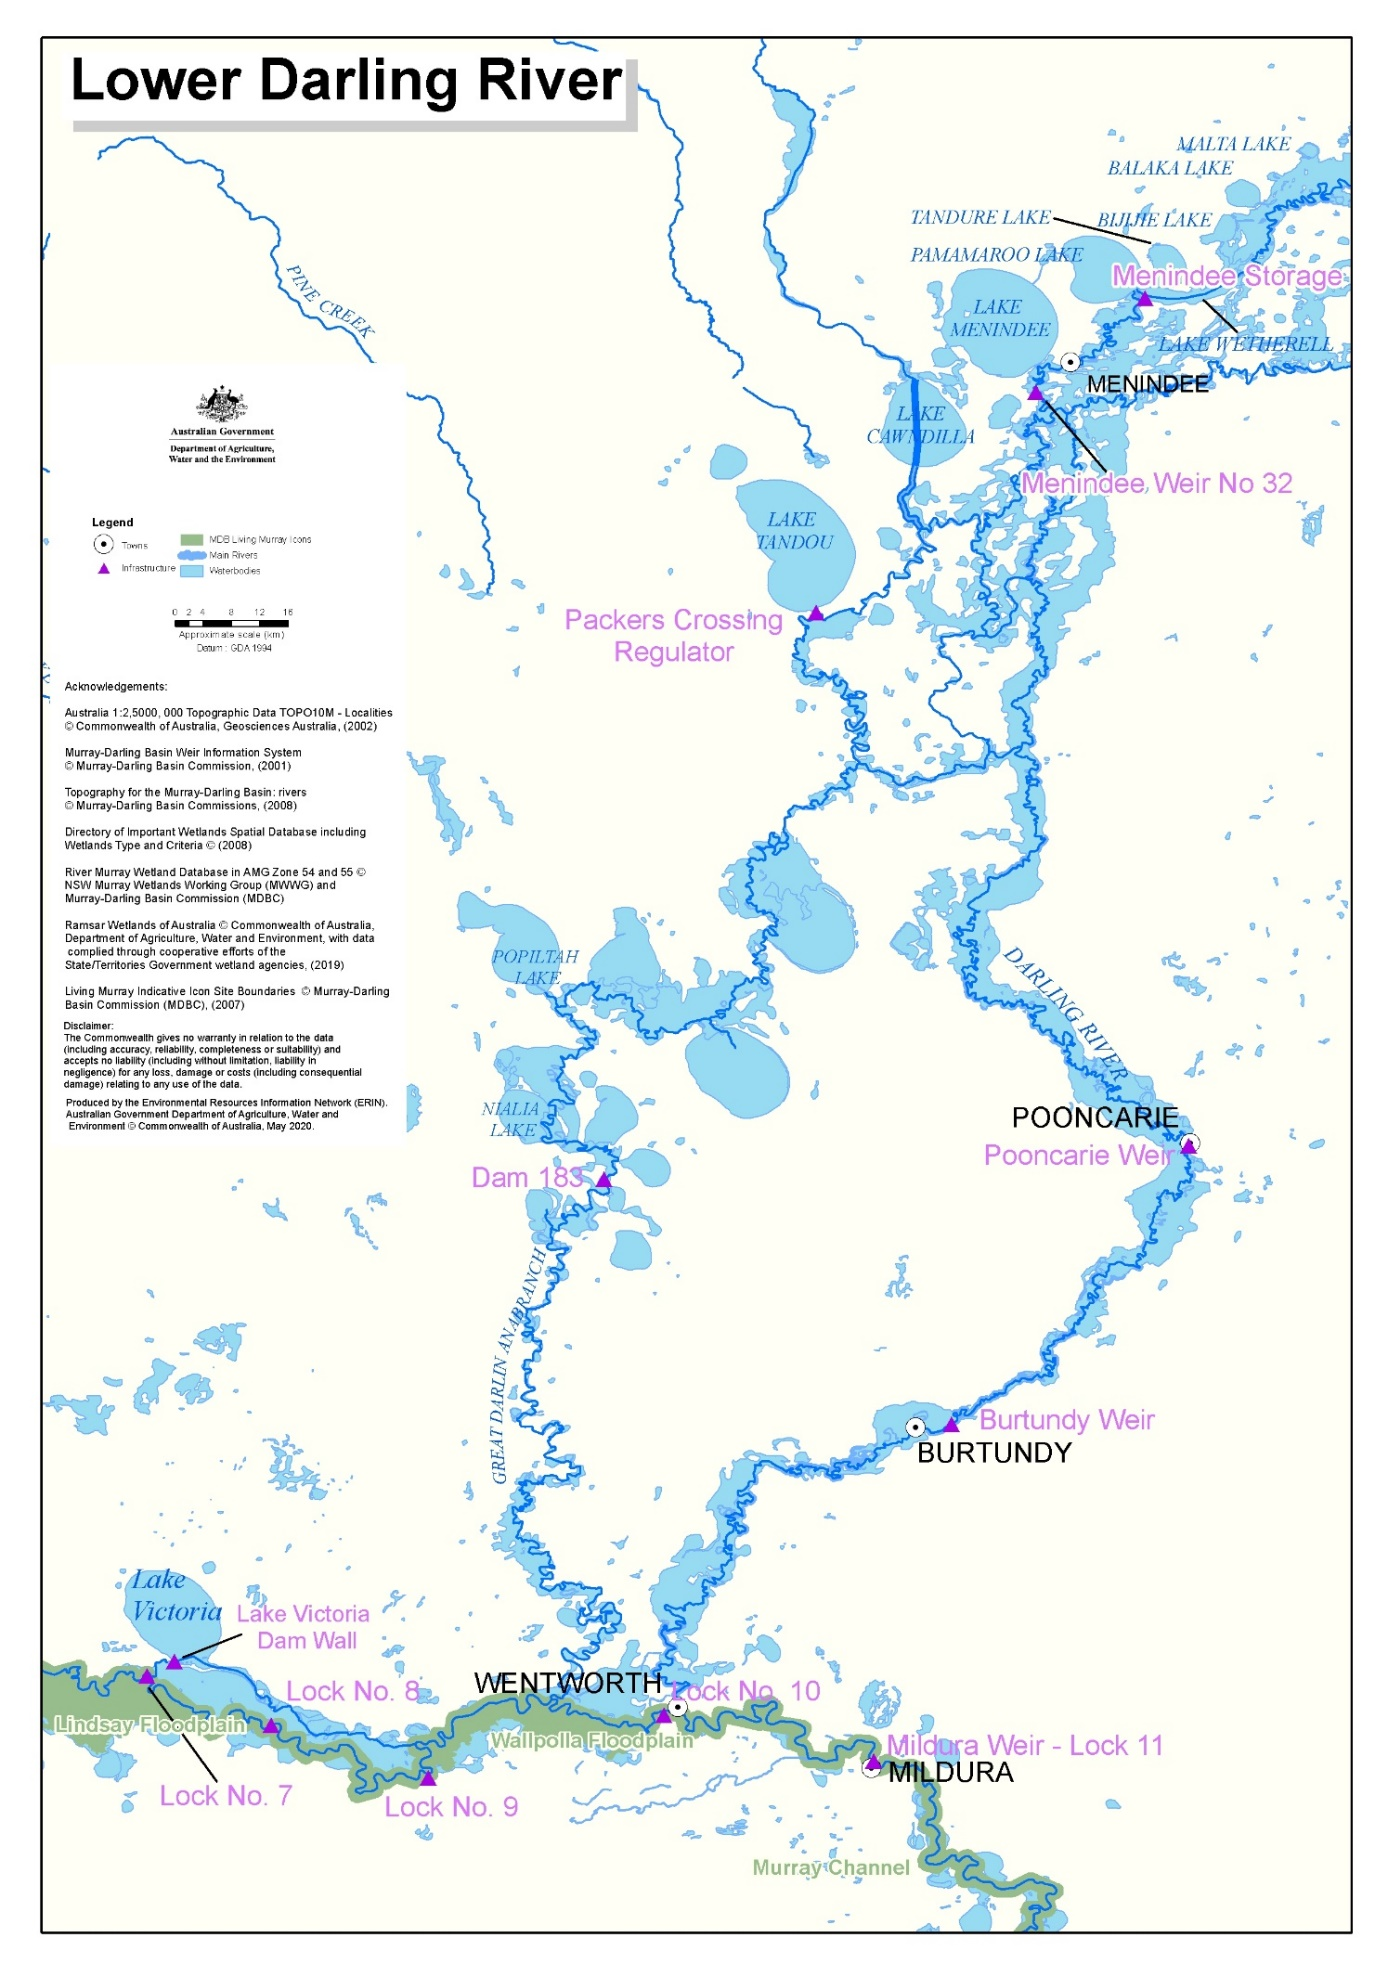 Lower Darling River
MALTA LAKE
BALAKA LAKE
TANDURE LAKE
BIJIJIE LAKE
PAMAMAROO LAKE
Menindee Storage
LAKE
MENINDEE
LAKE WETHERELL
MENINDEE
PINE CREEK
LAKE
CAWNDILLA
Menindee Weir No 32
LAKE
TANDOU
Packers Crossing
Regulator
Australian Government
Department of Agriculture,
Water and the Environment
Legend
Towns
Infrastructure
MDB Living Murray Icons
Main Rivers
Waterbodies
0 2 4 8 12 16
Approximate scale (km)
Datum : GDA 1994
Acknowledgements:
Australia 1:2,5000, 000 Topographic Data TOPO10M - Localities
© Commonwealth of Australia, Geosciences Australia, (2002)
Murray-Darling Basin Weir Information System
© Murray-Darling Basin Commission, (2001)
Topography for the Murray-Darling Basin: rivers
© Murray-Darling Basin Commissions, (2008)
Directory of Important Wetlands Spatial Database including
Wetlands Type and Criteria © (2008)
River Murray Wetland Database in AMG Zone 54 and 55 ©
NSW Murray Wetlands Working Group (MWWG) and
Murray-Darling Basin Commission (MDBC)
Ramsar Wetlands of Australia © Commonwealth of Australia,
Department of Agriculture, Water and Environment, with data
complied through cooperative efforts of the
State/Territories Government wetland agencies, (2019)
Living Murray Indicative Icon Site Boundaries © Murray-Darling
Basin Commission (MDBC), (2007)
Disclaimer:
The Commonwealth gives no warranty in relation to the data
(including accuracy, reliability, completeness or suitability) and
accepts no liability (including without limitation, liability in
negligence) for any loss, damage or costs (including consequential
damage) relating to any use of the data.
Produced by the Environmental Resources Information Network (ERIN).
Australian Government Department of Agriculture, Water and
Environment © Commonwealth of Australia, May 2020.
POPILTAH
LAKE
DARLING RIVER
NIALIA
LAKE
POONCARIE
Pooncarie Weir
Dam 183
GREAT DARLIN ANABRANCH
Burtundy Weir
BURTUNDY
Lake
Victoria
Lake Victoria
Dam Wall
Lock No. 8
WENTWORTH
Lock No. 10
Lindsay Floodplain
Wallpolla Floodplain
Mildura Weir - Lock 11
MILDURA
Lock No. 7
Lock No. 9
Murray Channel